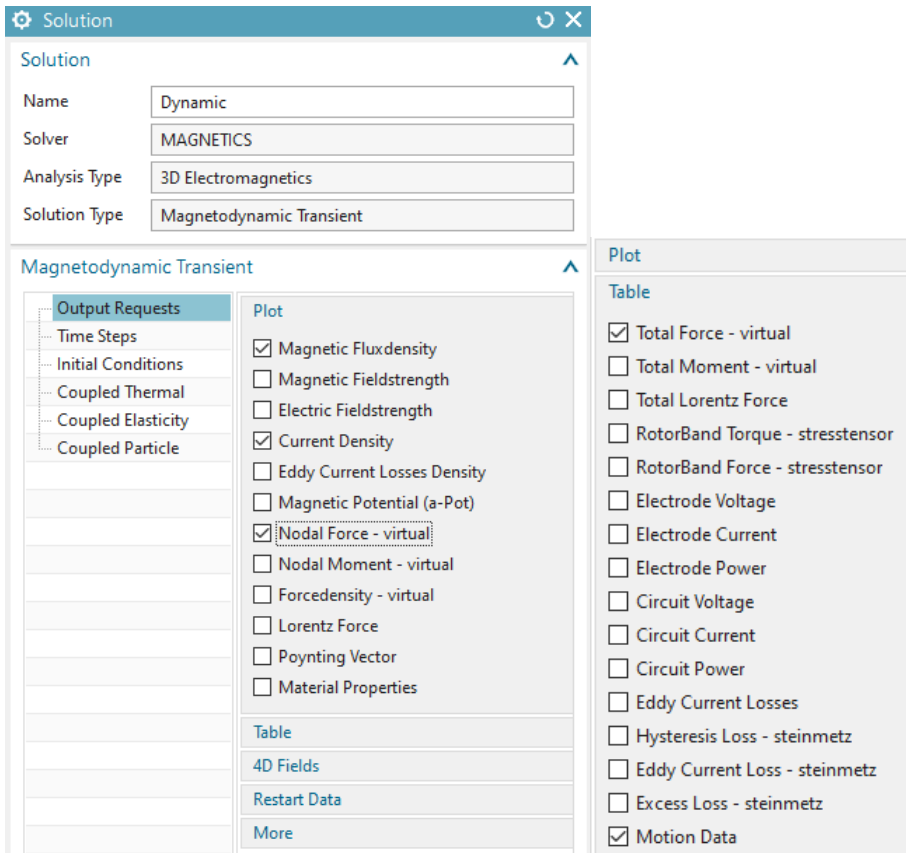 Solution
Solution
Name Dynamic
Solver MAGNETICS
Analysis Type 3D Electromagnetics
Solution Type Magnetodynamic Transient
Magnetodynamic Transient
Output Requests
Time Steps
Initial Conditions
Coupled Thermal
Coupled Elasticity
Coupled Particle
Plot
Magnetic Fluxdensity
Magnetic Fieldstrength
Electric Fieldstrength
Current Density
Eddy Current Losses Density
Magnetic Potential (a-Pot)
Nodal Force - virtual
Nodal Moment - virtual
Forcedensity - virtual
Lorentz Force
Poynting Vector
Material Properties
Table
4D Fields
Restart Data
More
Plot
Table
Total Force - virtual
Total Moment - virtual
Total Lorentz Force
RotorBand Torque - stresstensor
RotorBand Force - stresstensor
Electrode Voltage
Electrode Current
Electrode Power
Circuit Voltage
Circuit Current
Circuit Power
Eddy Current Losses
Hysteresis Loss - steinmetz
Eddy Current Loss - steinmetz
Excess Loss - steinmetz
Motion Data